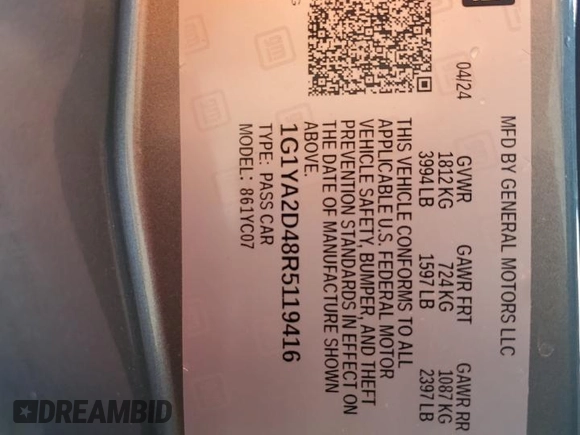 MFD BY GENERAL MOTORS LLC
04/24 GVWR GAWR FRT GAWR RR
1812 KG 724 KG 1087 KG
3994 LB 1597 LB 2397 LB
THIS VEHICLE CONFORMS TO ALL
APPLICABLE U.S. FEDERAL MOTOR
VEHICLE SAFETY, BUMPER, AND THEFT
PREVENTION STANDARDS IN EFFECT ON
THE DATE OF MANUFACTURE SHOWN
ABOVE.
1G1YA2D48R5119416
TYPE: PASS CAR
MODEL: 861YC07
gm
DREAMBID